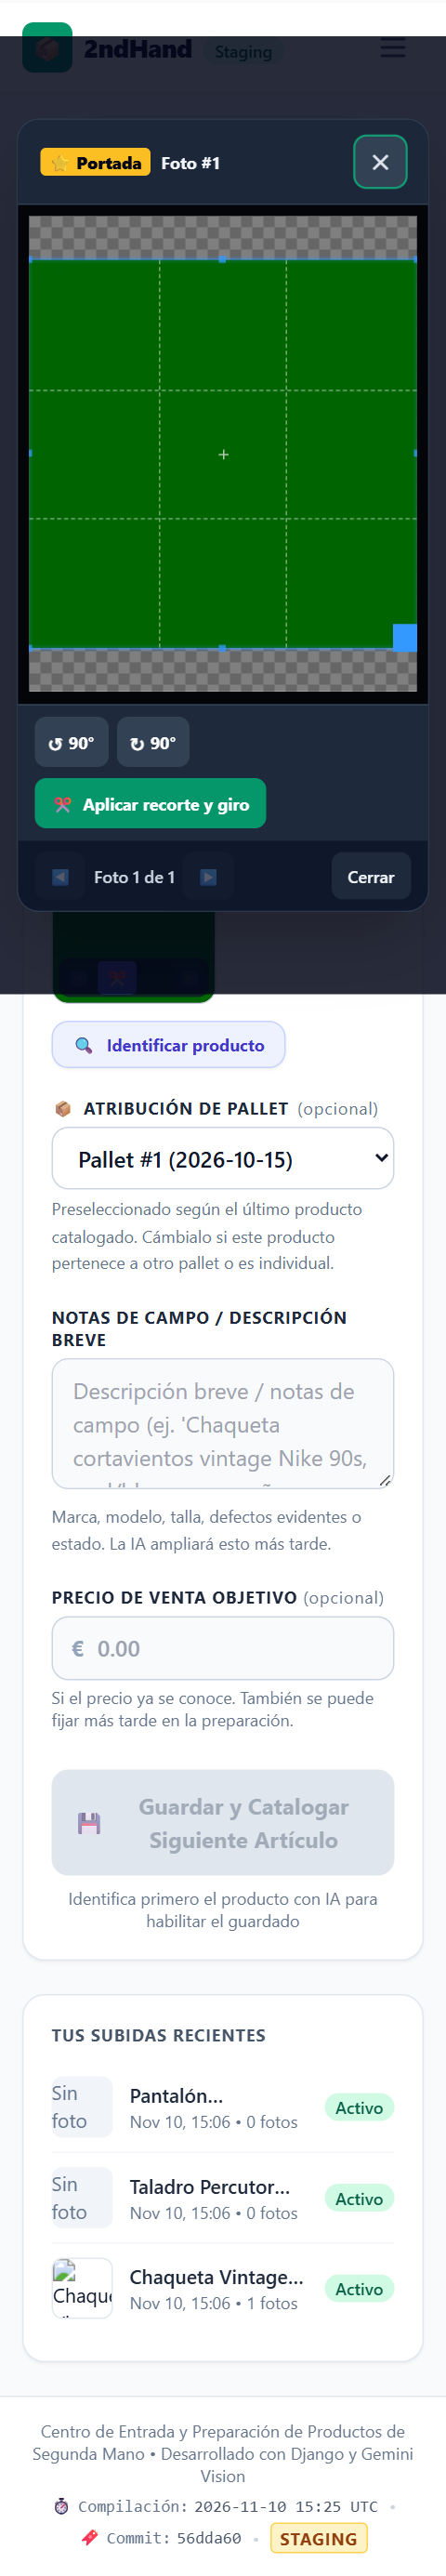 2ndHand Staging
Portada Foto #1
↺ 90° ↻ 90°
Aplicar recorte y giro
Foto 1 de 1 Cerrar
Identificar producto
ATRIBUCIÓN DE PALLET (opcional)
Pallet #1 (2026-10-15)
Preseleccionado según el último producto
catalogado. Cámbialo si este producto
pertenece a otro pallet o es individual.
NOTAS DE CAMPO / DESCRIPCIÓN
BREVE
Descripción breve / notas de
campo (ej. 'Chaqueta
cortavientos vintage Nike 90s,
Marca, modelo, talla, defectos evidentes o
estado. La IA ampliará esto más tarde.
PRECIO DE VENTA OBJETIVO (opcional)
€ 0.00
Si el precio ya se conoce. También se puede
fijar más tarde en la preparación.
Guardar y Catalogar
Siguiente Artículo
Identifica primero el producto con IA para
habilitar el guardado
TUS SUBIDAS RECIENTES
Sin
foto
Pantalón...
Nov 10, 15:06 • 0 fotos
Activo
Sin
foto
Taladro Percutor...
Nov 10, 15:06 • 0 fotos
Activo
Chaqueta Vintage...
Nov 10, 15:06 • 1 fotos
Activo
Centro de Entrada y Preparación de Productos de
Segunda Mano • Desarrollado con Django y Gemini
Vision
Compilación: 2026-11-10 15:25 UTC •
Commit: 56dda60 • STAGING